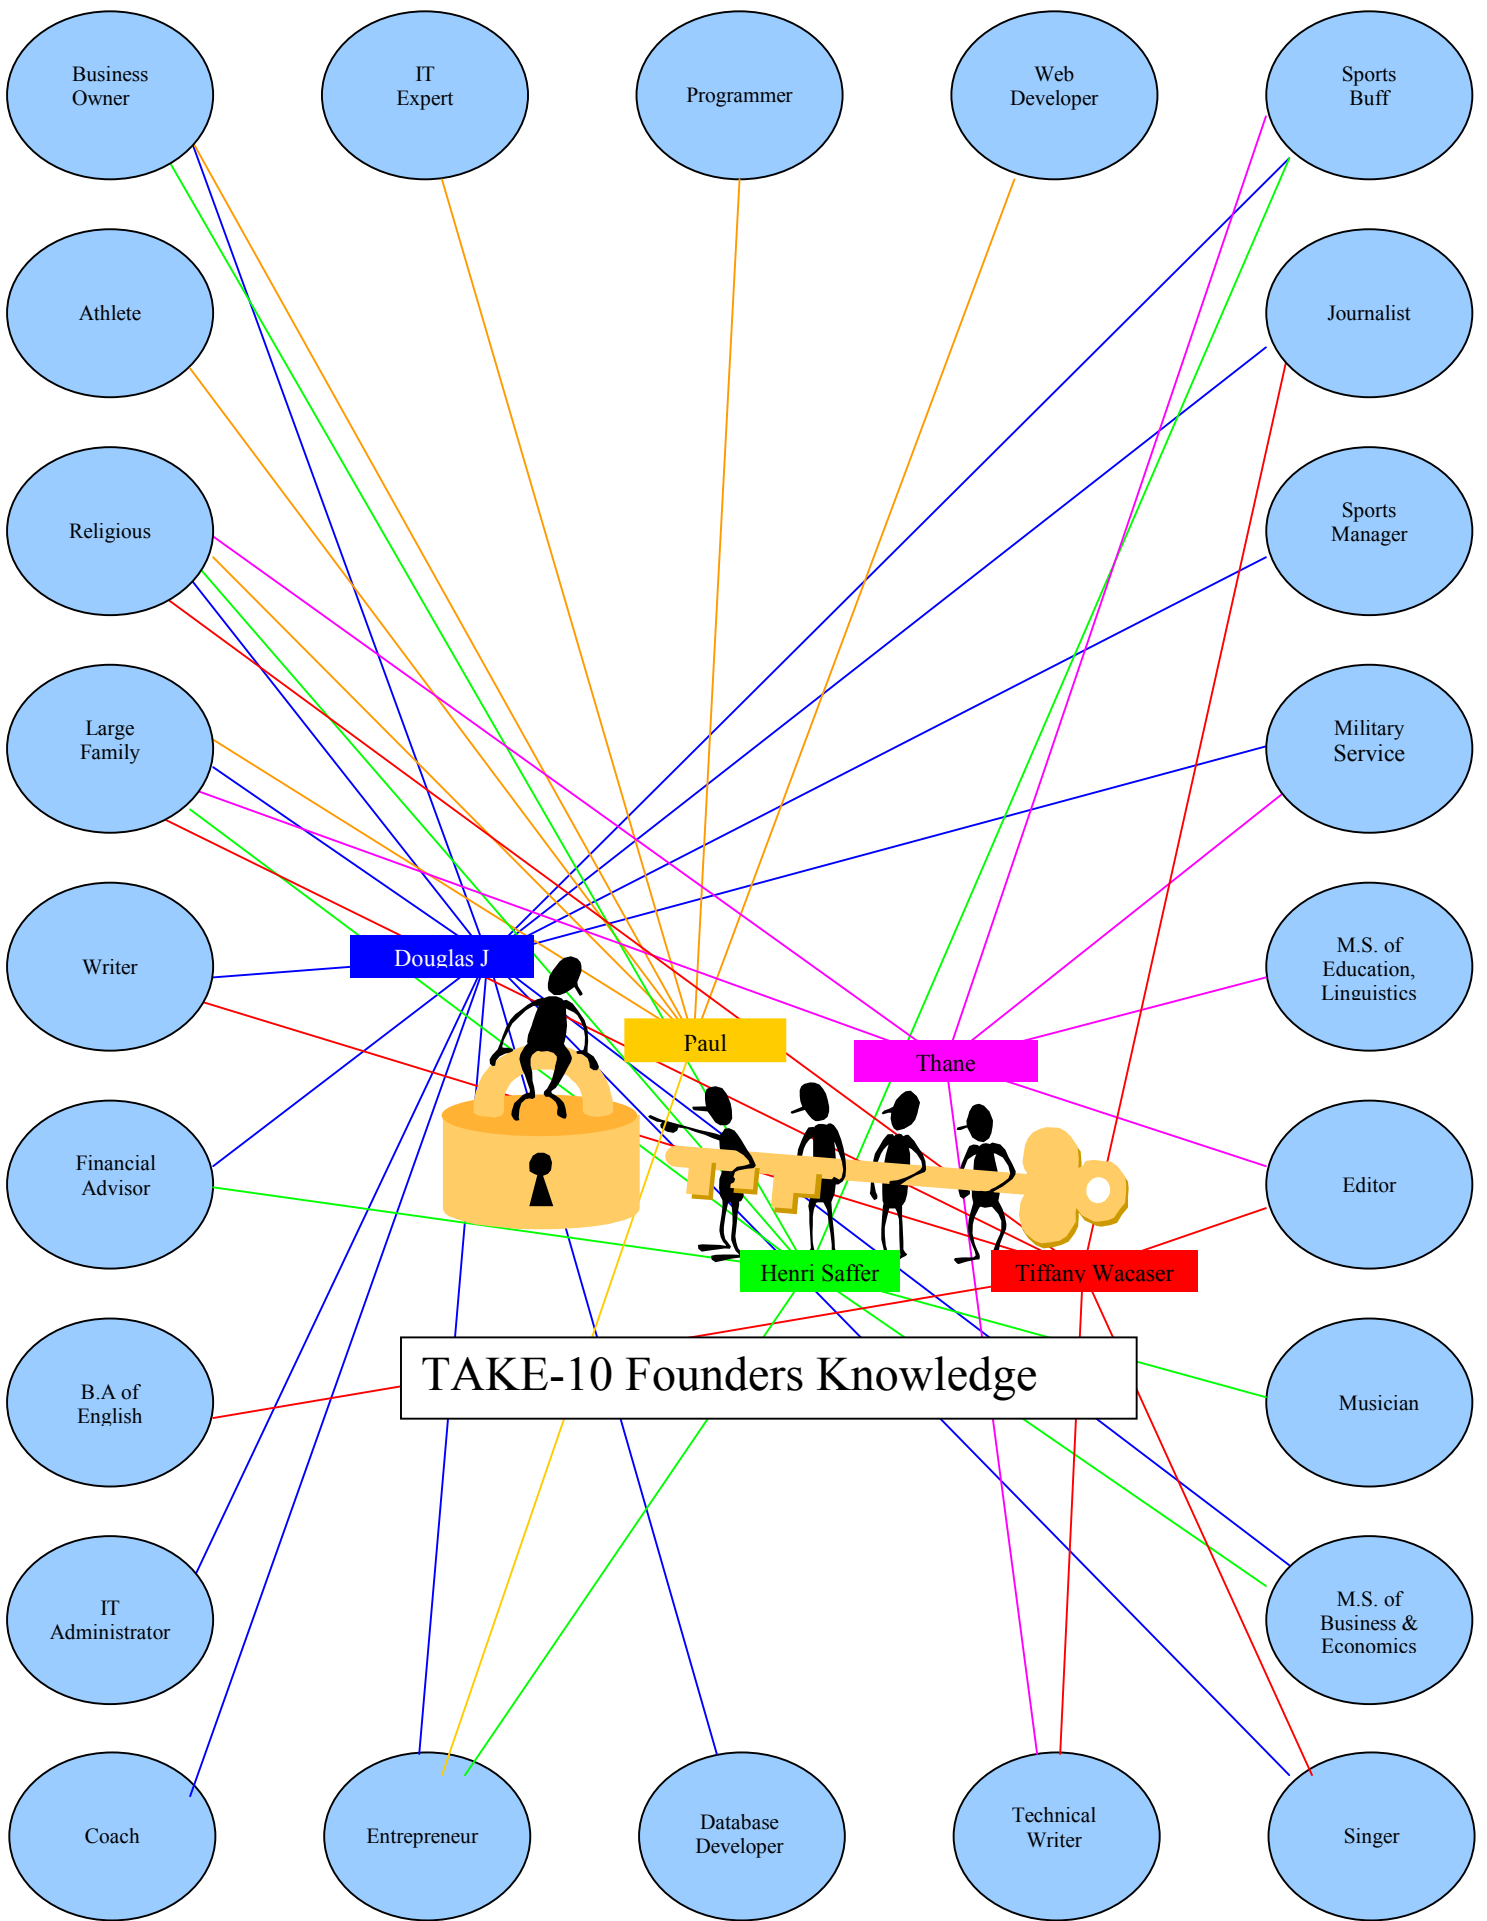 Business
Owner
IT
Expert
Programmer
Web
Developer
Sports
Buff
Athlete
Journalist
Religious
Sports
Manager
Large
Family
Military
Service
Writer
M.S. of
Education,
Linguistics
Douglas J
Paul
Thane
Financial
Advisor
Editor
Henri Saffer
Tiffany Wacaser
TAKE-10 Founders Knowledge
B.A of
English
Musician
IT
Administrator
M.S. of
Business &
Economics
Coach
Entrepreneur
Database
Developer
Technical
Writer
Singer